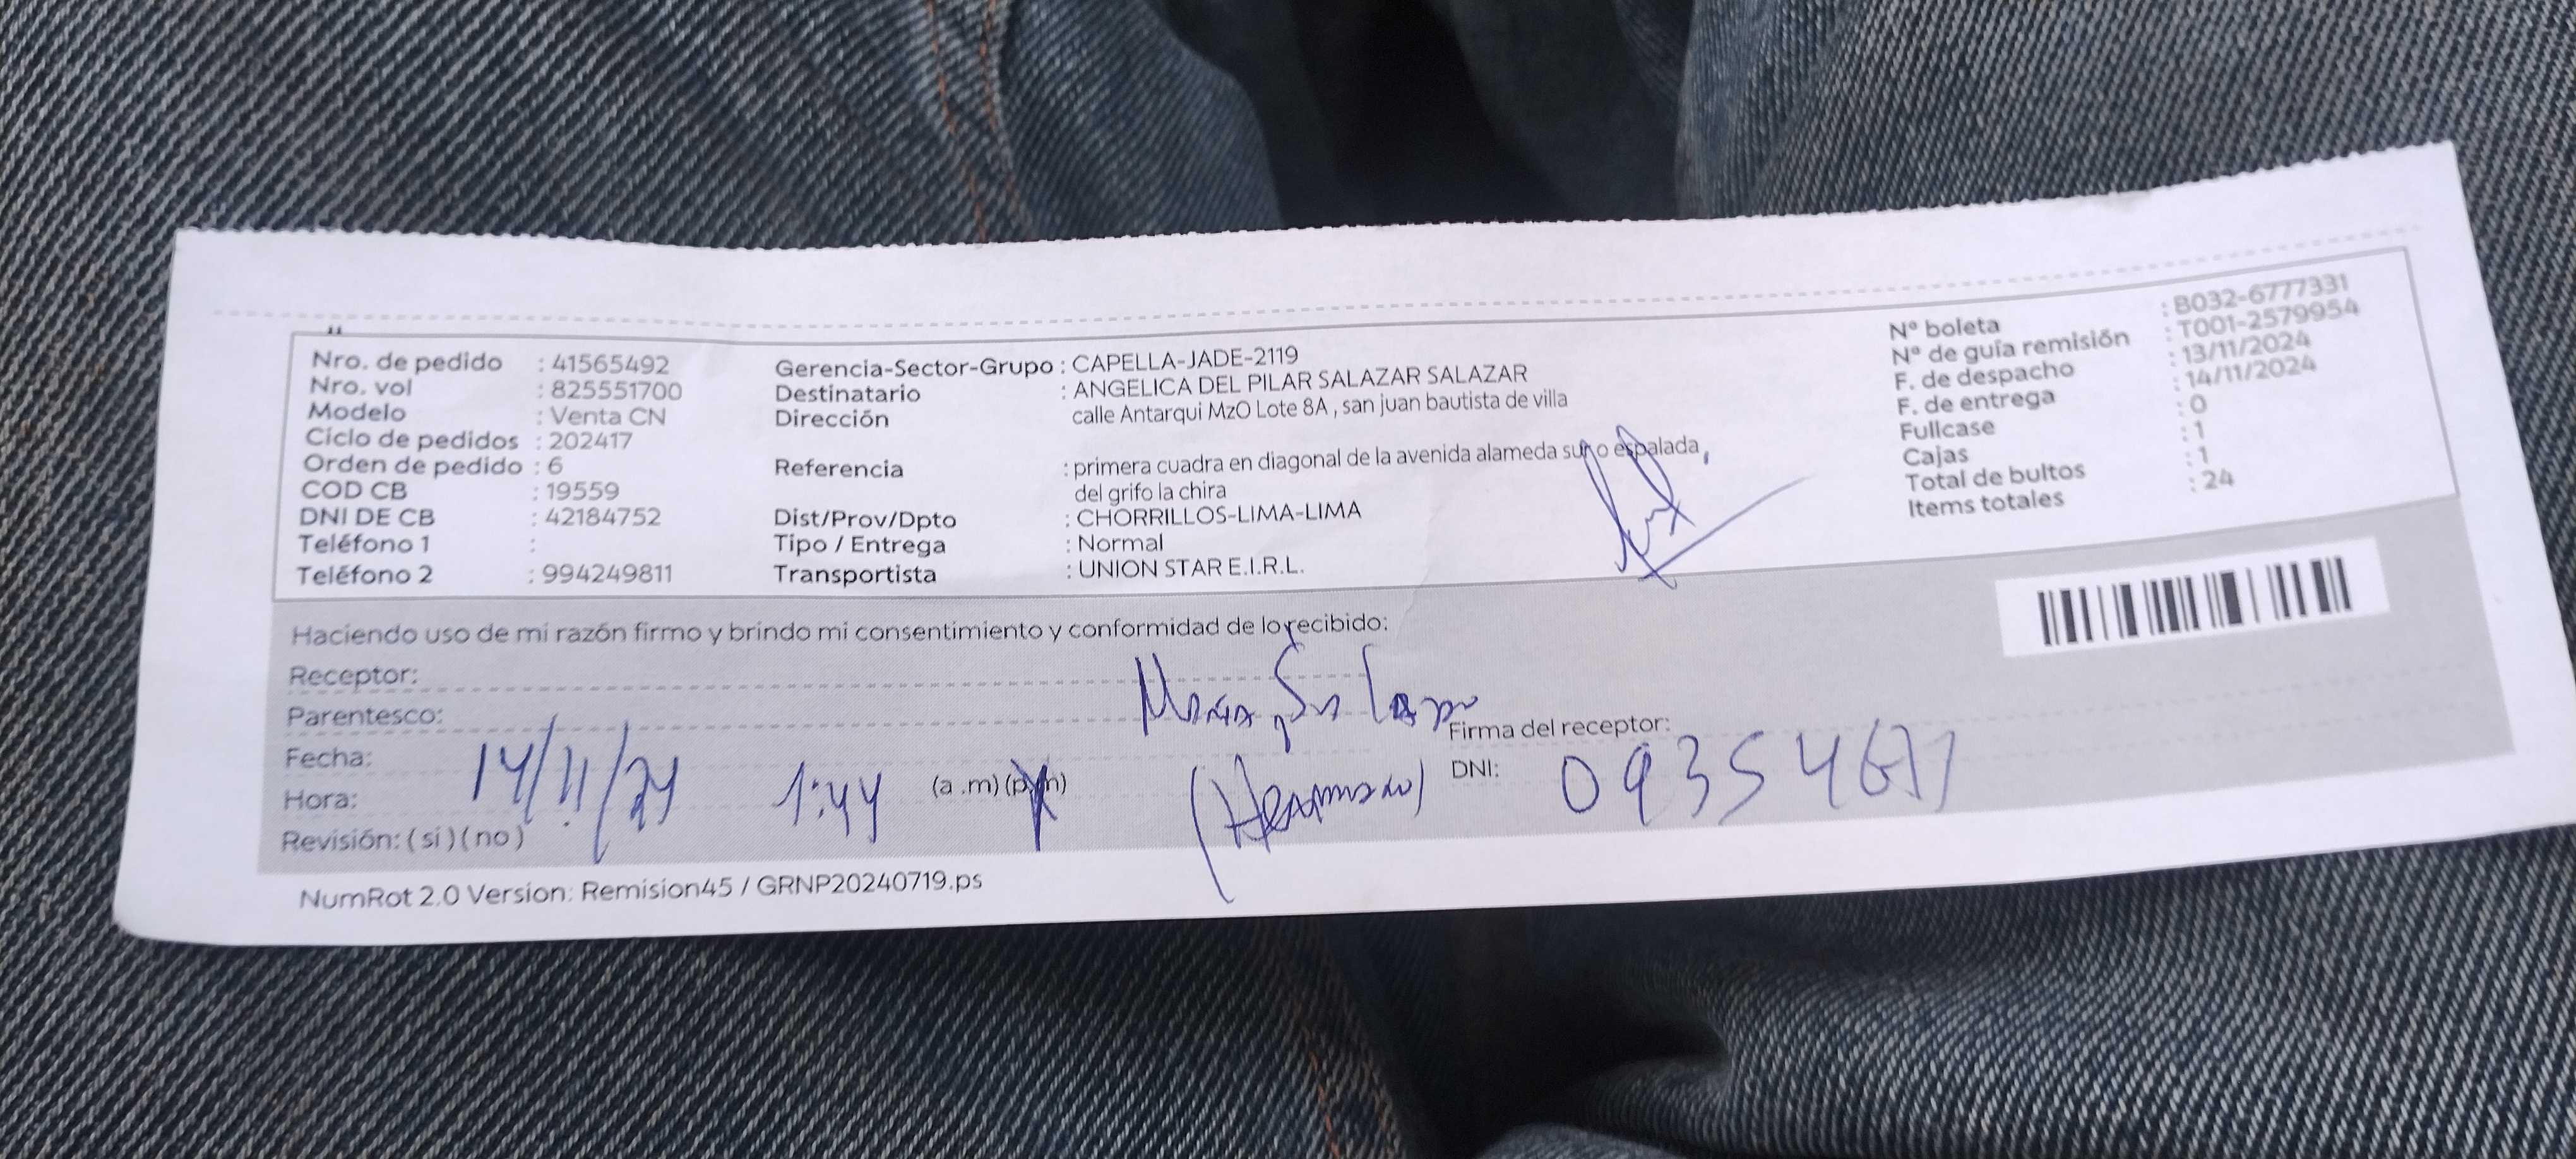 Nro. de pedido : 41565492
Nro. vol : 825551700
Modelo : Venta CN
Ciclo de pedidos : 202417
Orden de pedido : 6
COD CB : 19559
DNI DE CB : 42184752
Teléfono 1 :
Teléfono 2 : 994249811
Gerencia-Sector-Grupo : CAPELLA-JADE-2119
Destinatario : ANGELICA DEL PILAR SALAZAR SALAZAR
Dirección calle Antarqui MzO Lote 8A , san juan bautista de villa
Referencia : primera cuadra en diagonal de la avenida alameda sur o espalada,
del grifo la chira
Dist/Prov/Dpto : CHORRILLOS-LIMA-LIMA
Tipo / Entrega : Normal
Transportista : UNION STAR E.I.R.L.
Nº boleta : B032-6777331
Nº de guía remisión : T001-2579954
F. de despacho : 13/11/2024
F. de entrega : 14/11/2024
Fullcase : 0
Cajas : 1
Total de bultos : 1
Items totales : 24
Haciendo uso de mi razón firmo y brindo mi consentimiento y conformidad de lo recibido:
Receptor:
Parentesco:
Fecha: 14/11/24
Hora: 1:44 (a .m) (p.m)
Revisión: ( si ) ( no )
Salazar
(Hermano)
Firma del receptor:
DNI:
NumRot 2.0 Version: Remision45 / GRNP20240719.ps